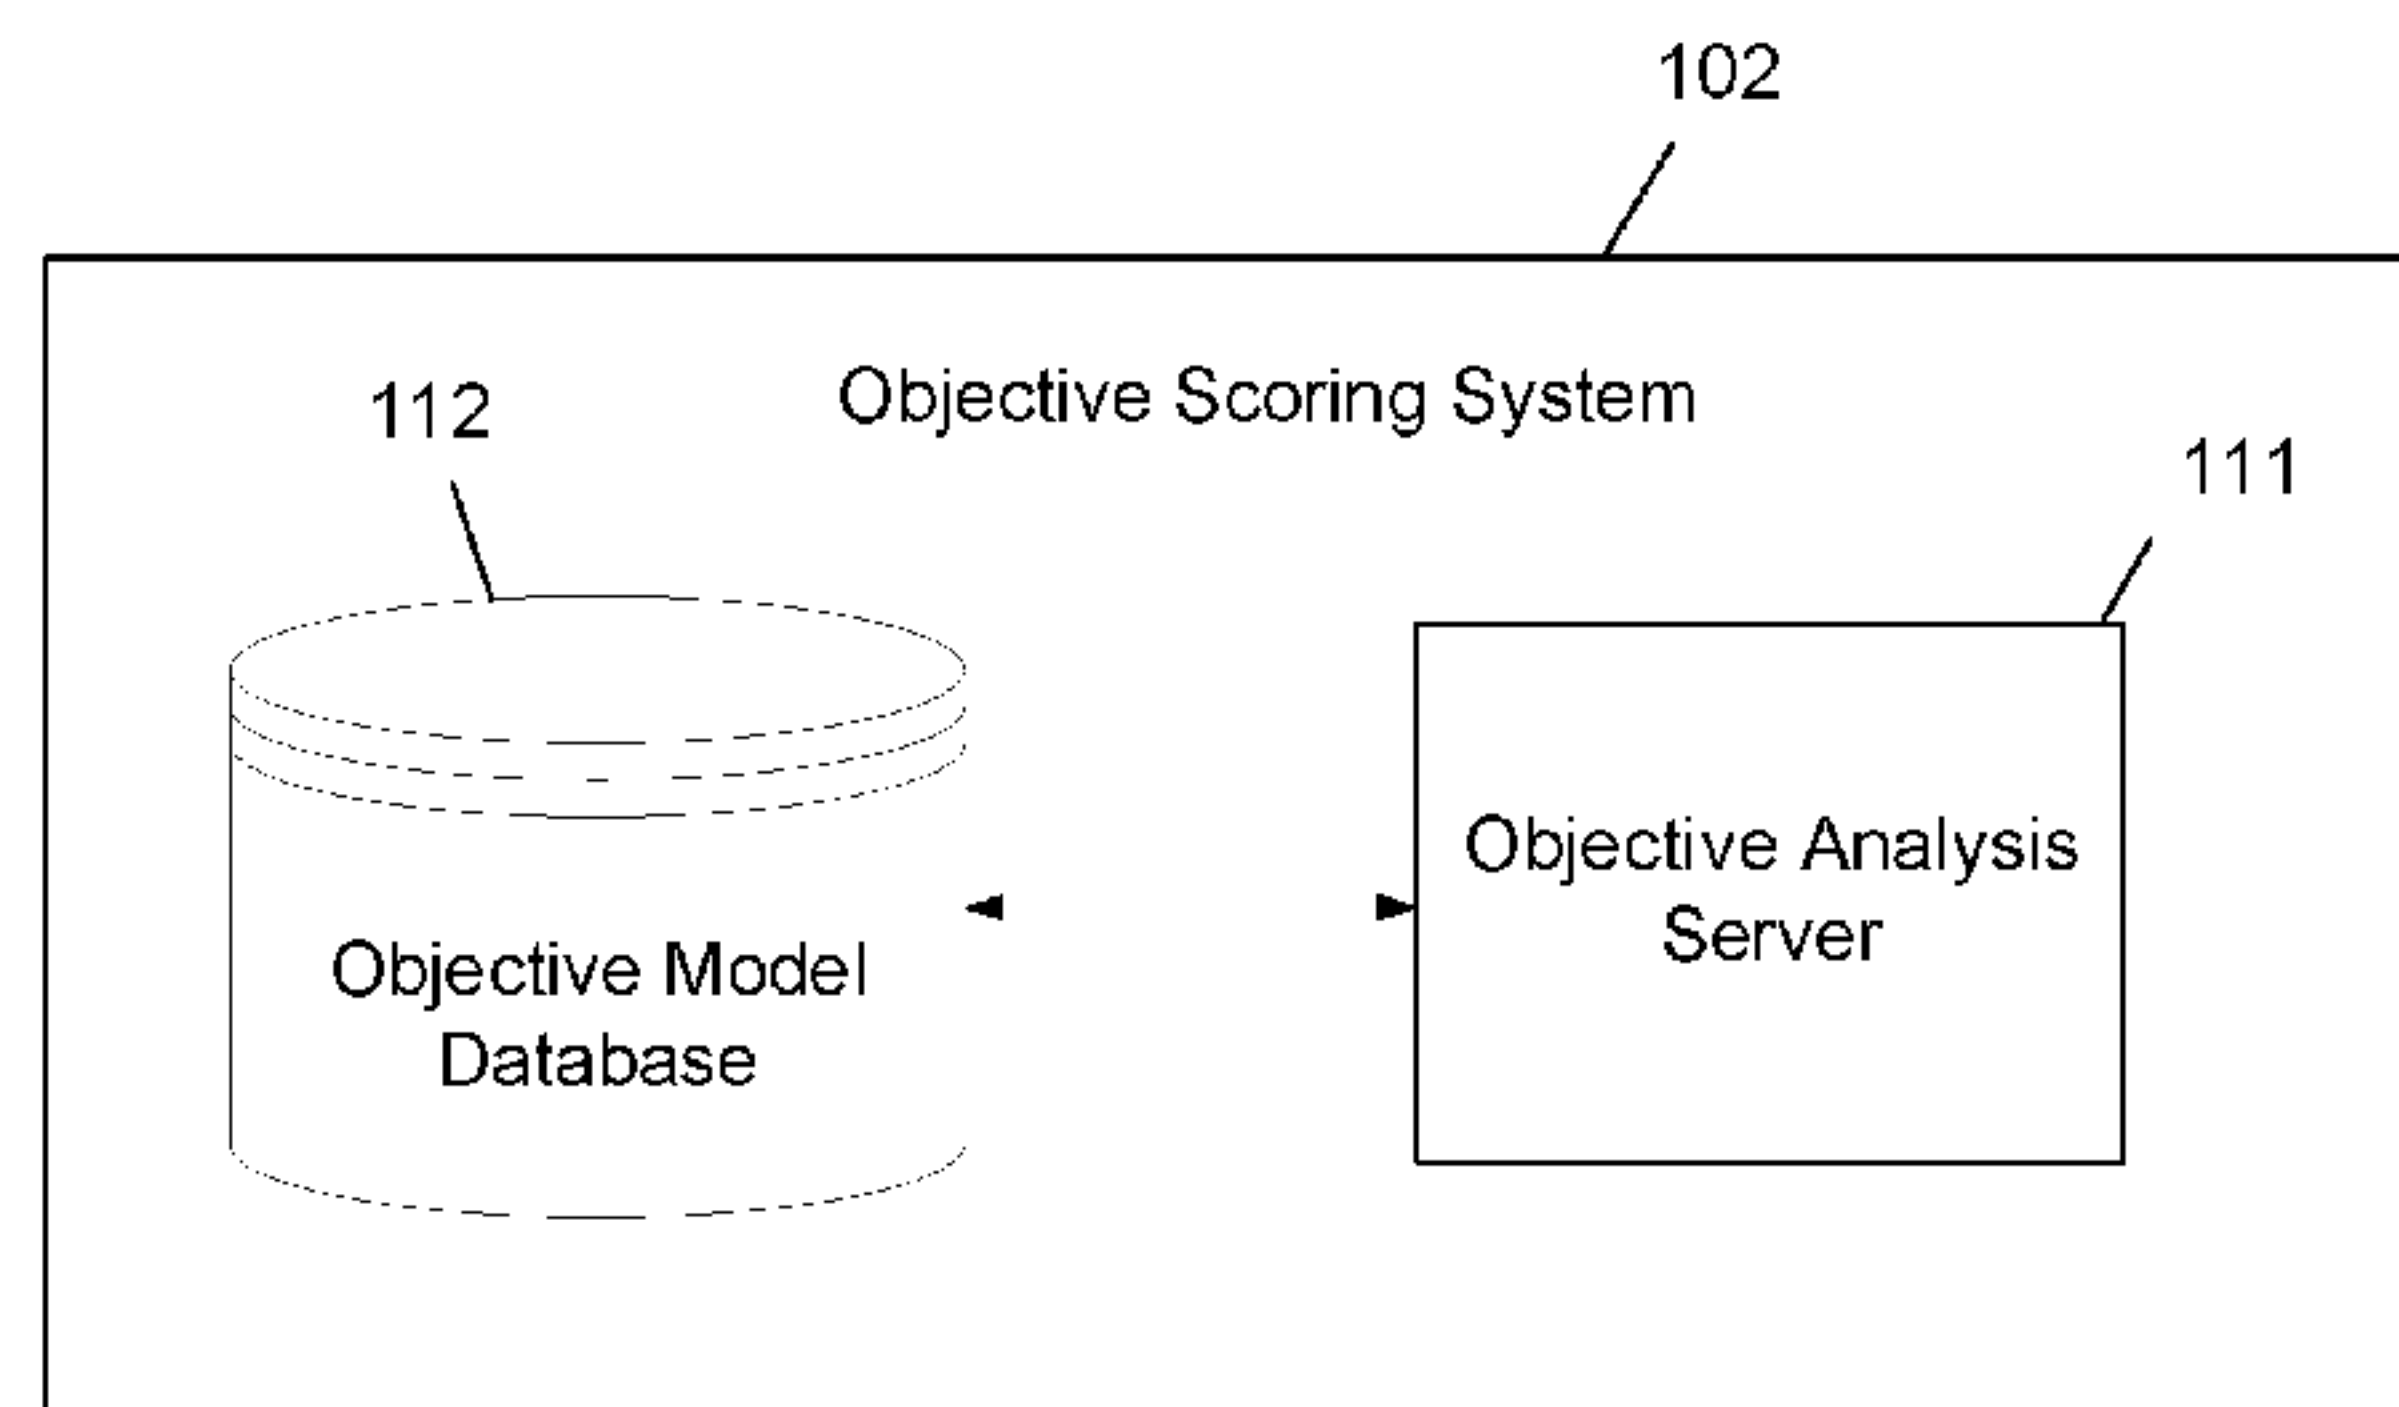 102
Objective Scoring System
112
111
Objective Analysis
Server
Objective Model
Database